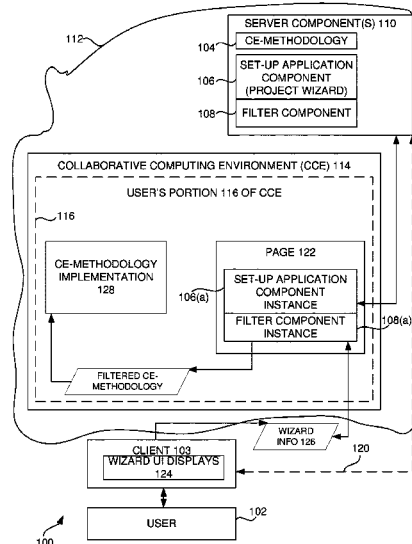 112
SERVER COMPONENT(S) 110
104
CE-METHODOLOGY
106
SET-UP APPLICATION
COMPONENT
(PROJECT WIZARD)
108
FILTER COMPONENT
COLLABORATIVE COMPUTING ENVIRONMENT (CCE) 114
USER'S PORTION 116 OF CCE
116
CE-METHODOLOGY
IMPLEMENTATION
128
PAGE 122
106(a)
SET-UP APPLICATION
COMPONENT
INSTANCE
FILTER COMPONENT
INSTANCE
108(a)
FILTERED CE-
METHODOLOGY
CLIENT 103
WIZARD UI DISPLAYS
124
WIZARD
INFO 126
120
USER
102
100